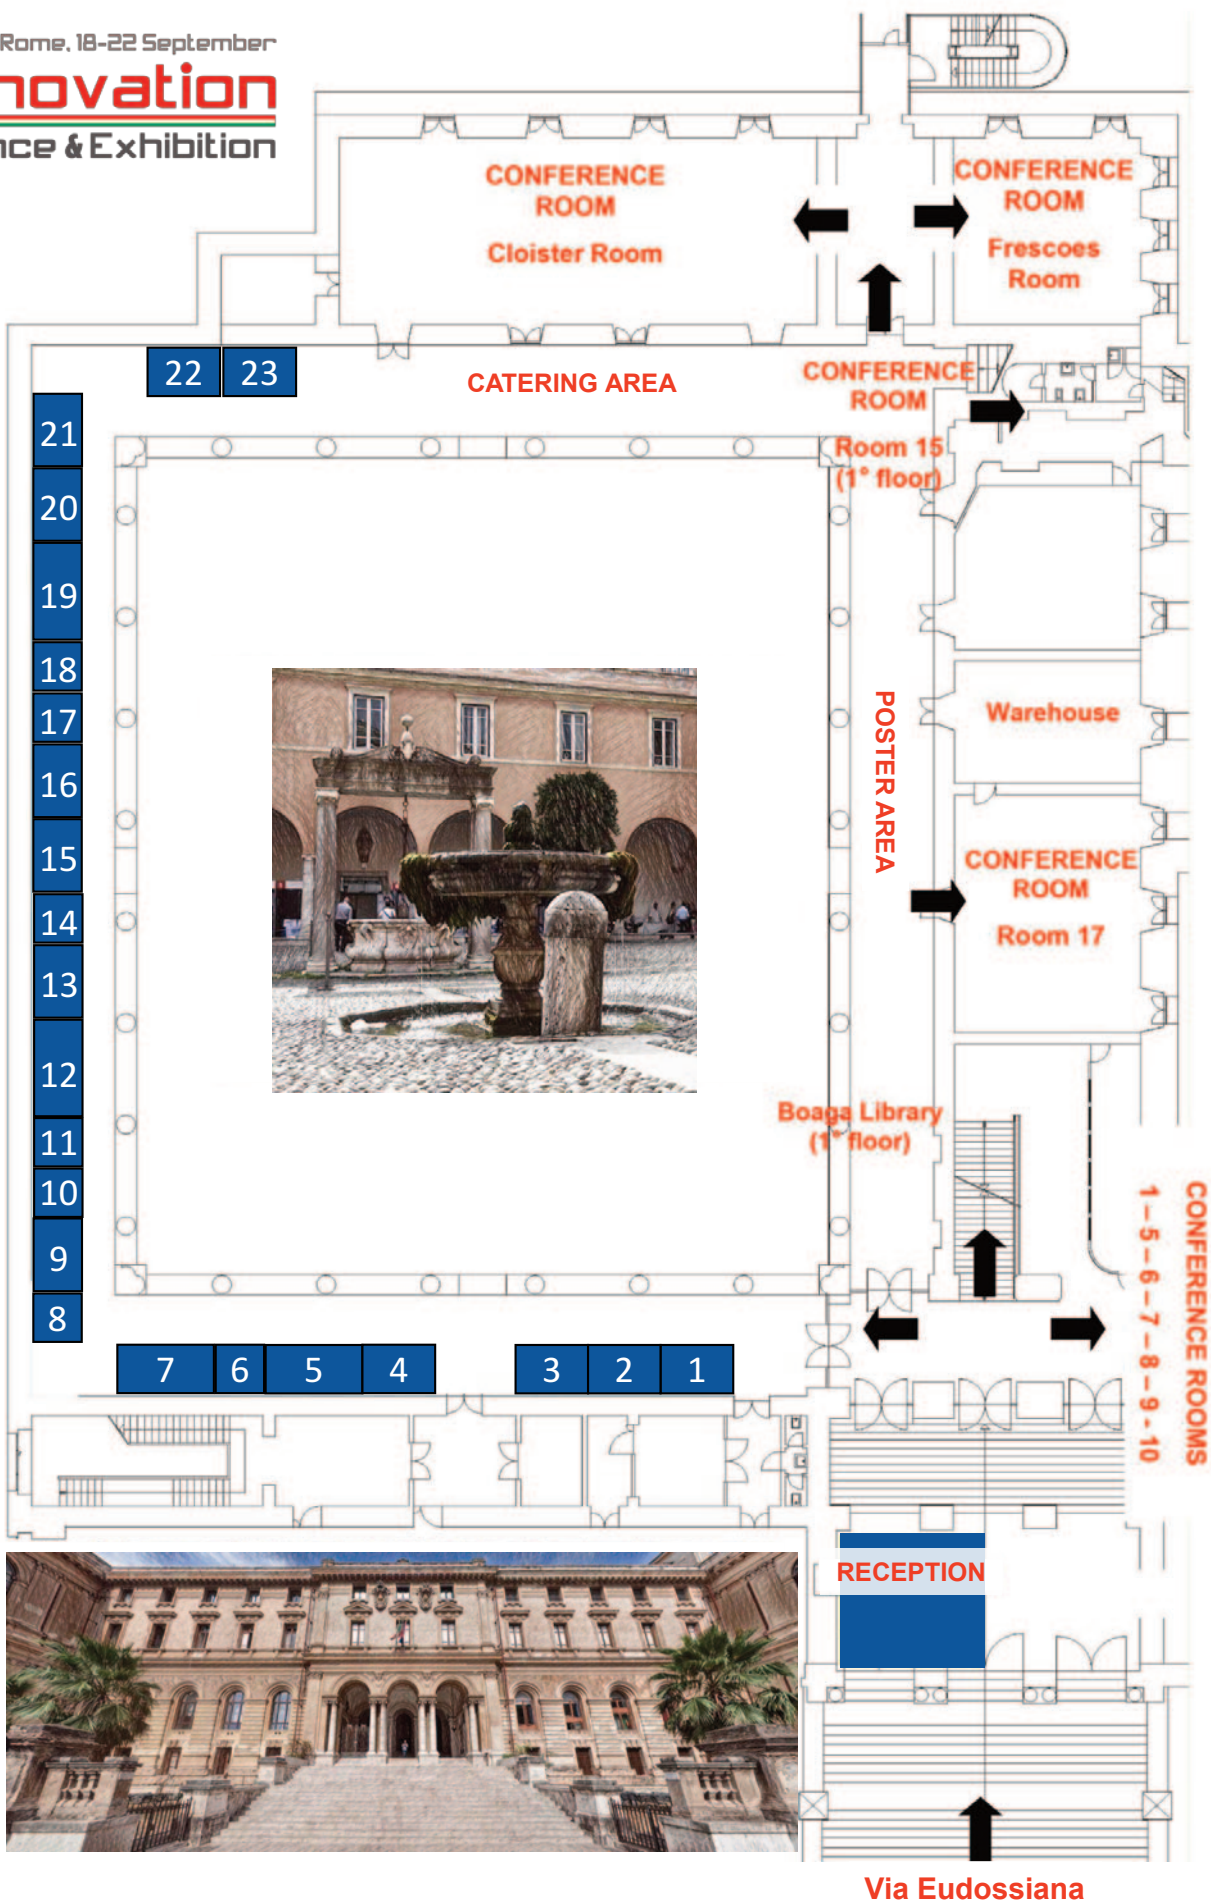 Rome, 18-22 September
novation
nce & Exhibition
CONFERENCE
ROOM
Cloister Room
CONFERENCE
ROOM
Frescoes
Room
22
23
CATERING AREA
CONFERENCE
ROOM
Room 15
(1° floor)
21
20
19
18
17
16
15
14
13
12
11
10
9
8
POSTER AREA
Warehouse
CONFERENCE
ROOM
Room 17
Boaga Library
(1° floor)
CONFERENCE ROOMS
1 – 5 – 6 – 7 – 8 – 9 - 10
7
6
5
4
3
2
1
RECEPTION
Via Eudossiana